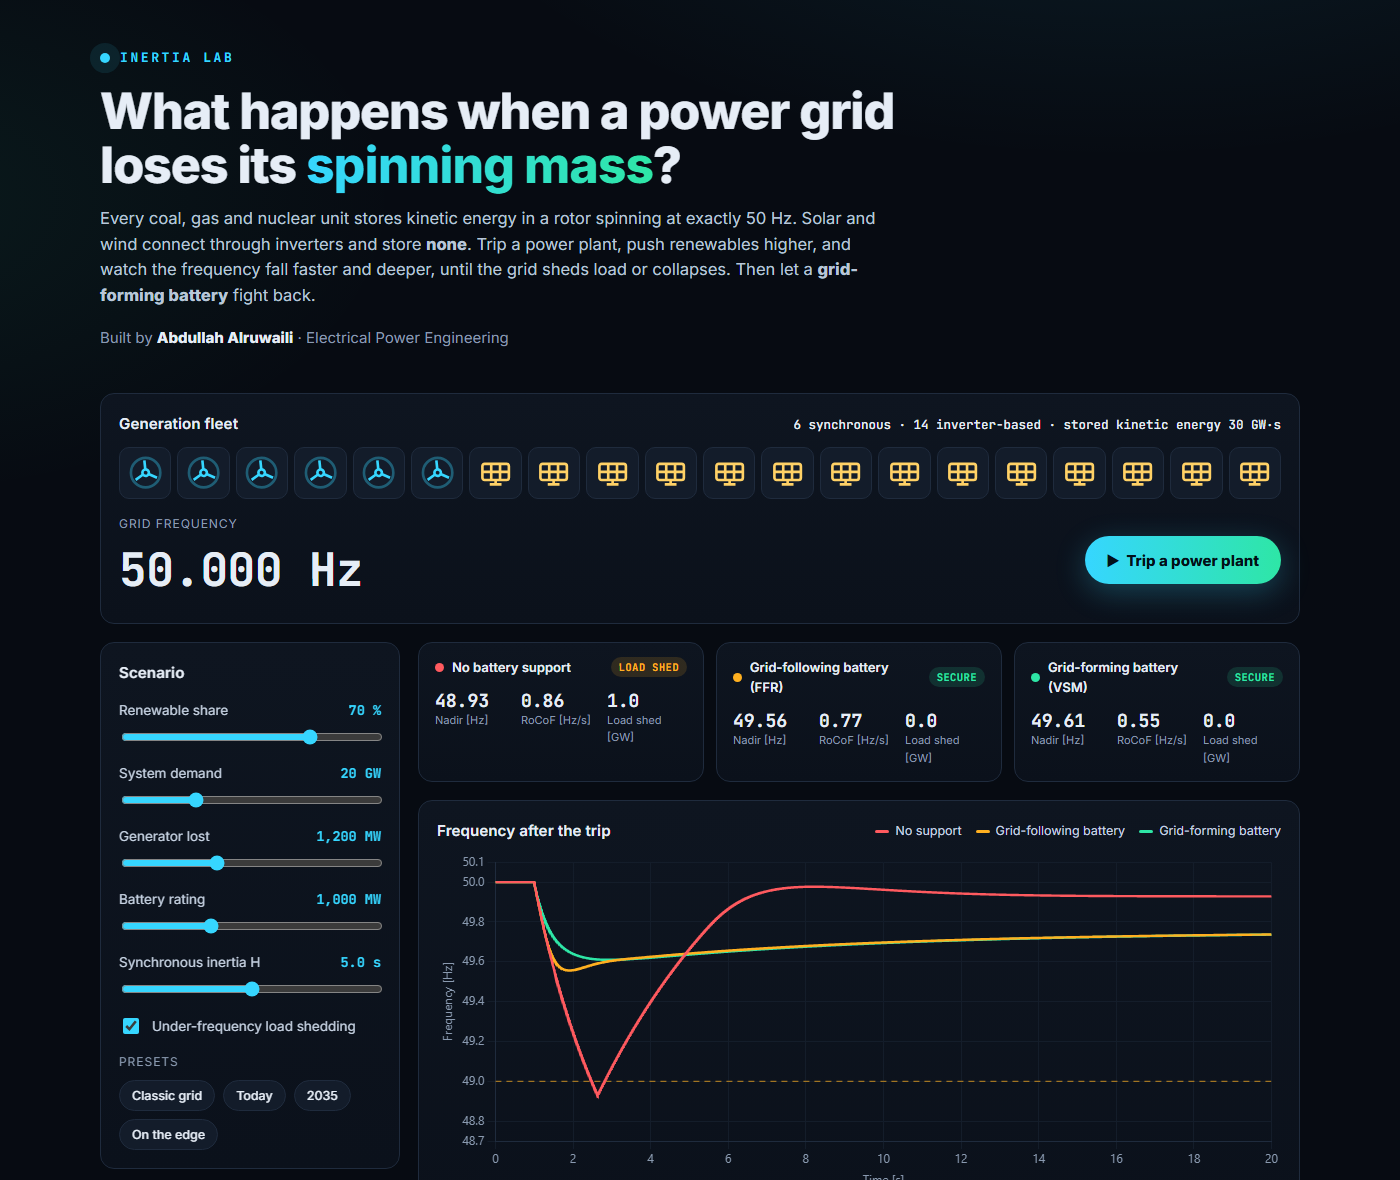 INERTIA LAB
What happens when a power grid
loses its spinning mass?
Every coal, gas and nuclear unit stores kinetic energy in a rotor spinning at exactly 50 Hz. Solar and
wind connect through inverters and store none. Trip a power plant, push renewables higher, and
watch the frequency fall faster and deeper, until the grid sheds load or collapses. Then let a grid-
forming battery fight back.
Built by Abdullah Alruwaili · Electrical Power Engineering
Generation fleet
6 synchronous · 14 inverter-based · stored kinetic energy 30 GW·s
GRID FREQUENCY
50.000 Hz
▶ Trip a power plant
Scenario
Renewable share 70 %
System demand 20 GW
Generator lost 1,200 MW
Battery rating 1,000 MW
Synchronous inertia H 5.0 s
Under-frequency load shedding
PRESETS
Classic grid Today 2035
On the edge
No battery support LOAD SHED
48.93 0.86 1.0
Nadir [Hz] RoCoF [Hz/s] Load shed
[GW]
Grid-following battery
(FFR) SECURE
49.56 0.77 0.0
Nadir [Hz] RoCoF [Hz/s] Load shed
[GW]
Grid-forming battery
(VSM) SECURE
49.61 0.55 0.0
Nadir [Hz] RoCoF [Hz/s] Load shed
[GW]
Frequency after the trip
No support Grid-following battery Grid-forming battery
Frequency [Hz]
50.1
50.0
49.8
49.6
49.4
49.2
49.0
48.8
48.7
0 2 4 6 8 10 12 14 16 18 20
Time [s]